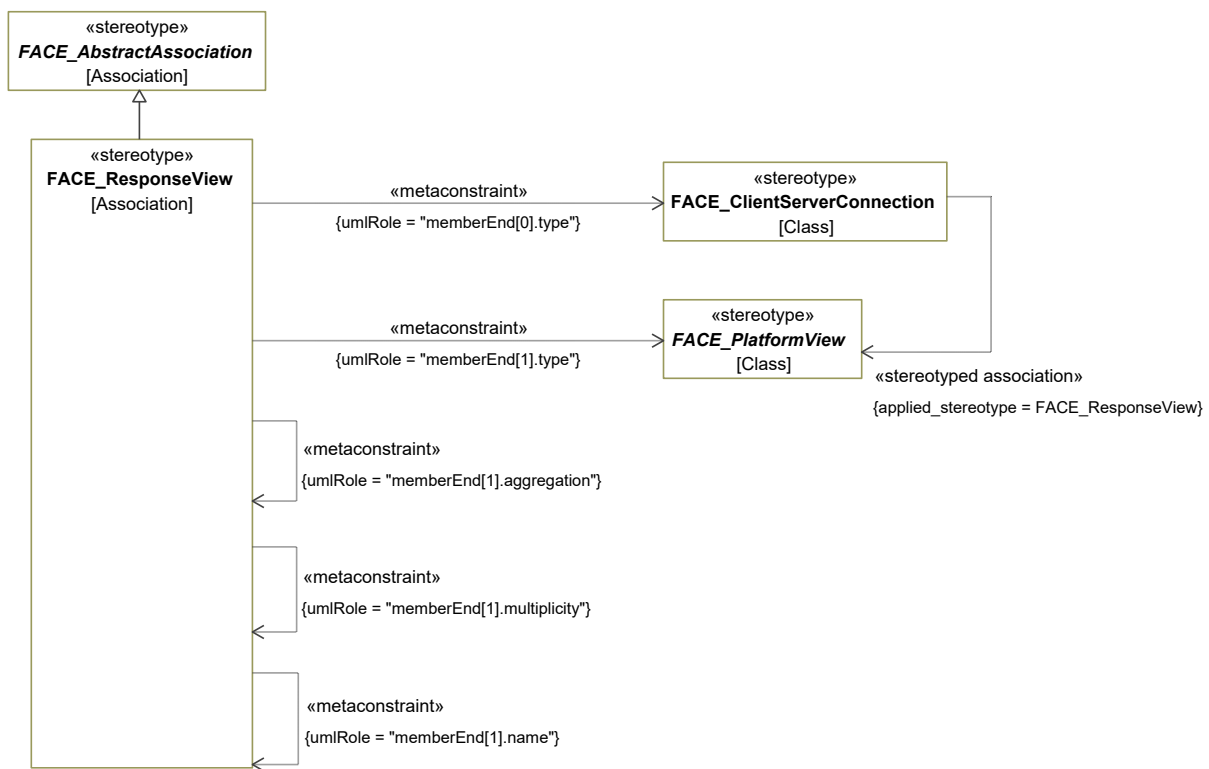 «stereotype»
FACE_AbstractAssociation
[Association]
«stereotype»
FACE_ResponseView
[Association]
«metaconstraint»
{umlRole = "memberEnd[0].type"}
«stereotype»
FACE_ClientServerConnection
[Class]
«metaconstraint»
{umlRole = "memberEnd[1].type"}
«stereotype»
FACE_PlatformView
[Class]
«stereotyped association»
{applied_stereotype = FACE_ResponseView}
«metaconstraint»
{umlRole = "memberEnd[1].aggregation"}
«metaconstraint»
{umlRole = "memberEnd[1].multiplicity"}
«metaconstraint»
{umlRole = "memberEnd[1].name"}